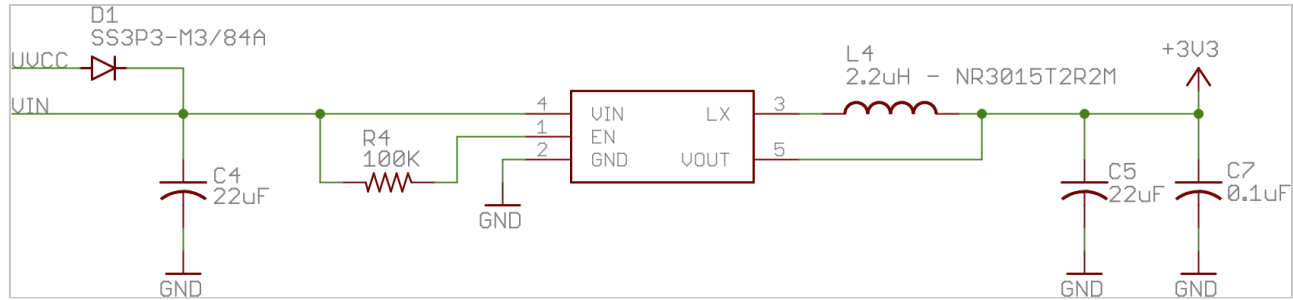 D1
SS3P3-M3/84A
UVCC
VIN
C4
22uF
GND
R4
100K
4
1
2
GND
VIN
EN
GND
LX
VOUT
3
5
L4
2.2uH - NR3015T2R2M
+3V3
C5
22uF
GND
C7
0.1uF
GND